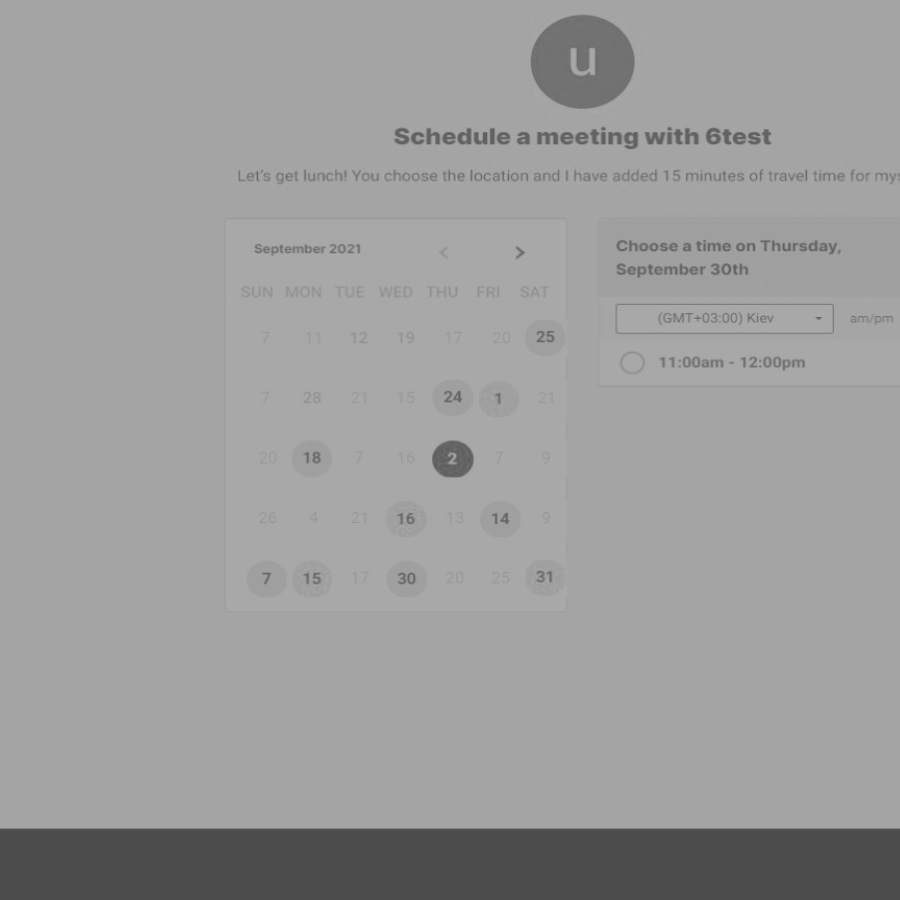 u
Schedule a meeting with 6test
Let's get lunch! You choose the location and I have added 15 minutes of travel time for mys
September 2021 < >
SUN MON TUE WED THU FRI SAT
7 11 12 19 17 20 25
7 28 21 15 24 1 21
20 18 7 16 2 7 9
26 4 21 16 13 14 9
7 15 17 30 20 25 31
Choose a time on Thursday,
September 30th
(GMT+03:00) Kiev am/pm
11:00am - 12:00pm